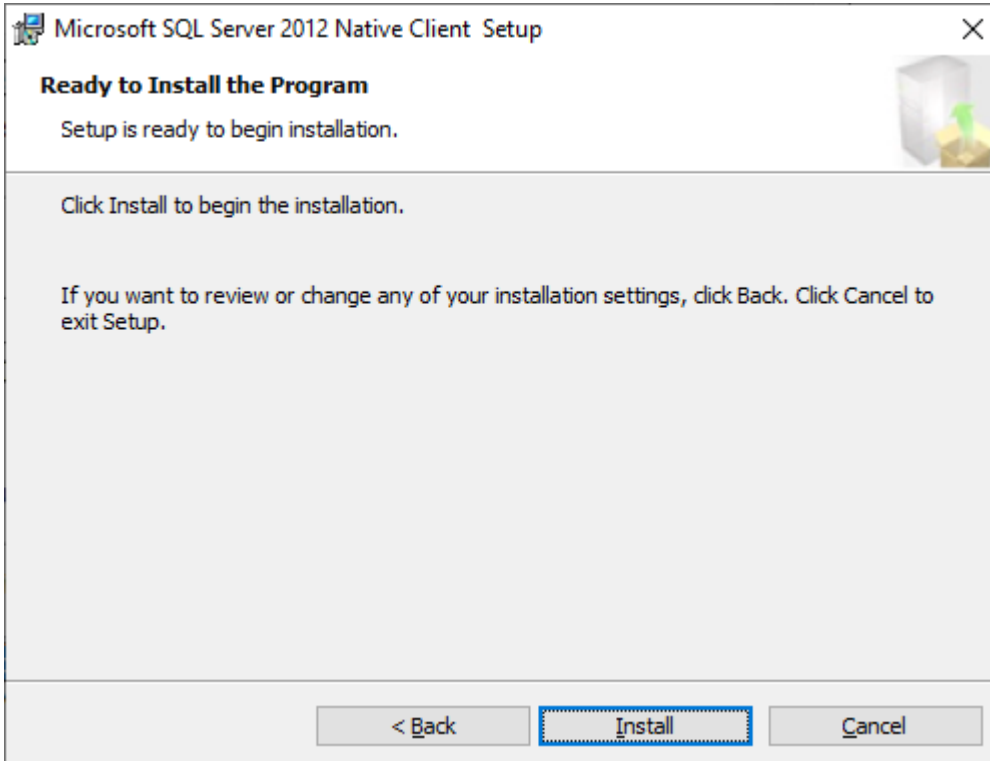 Microsoft SQL Server 2012 Native Client  Setup
Ready to Install the Program
Setup is ready to begin installation.
Click Install to begin the installation.
If you want to review or change any of your installation settings, click Back. Click Cancel to
exit Setup.
< Back
Install
Cancel